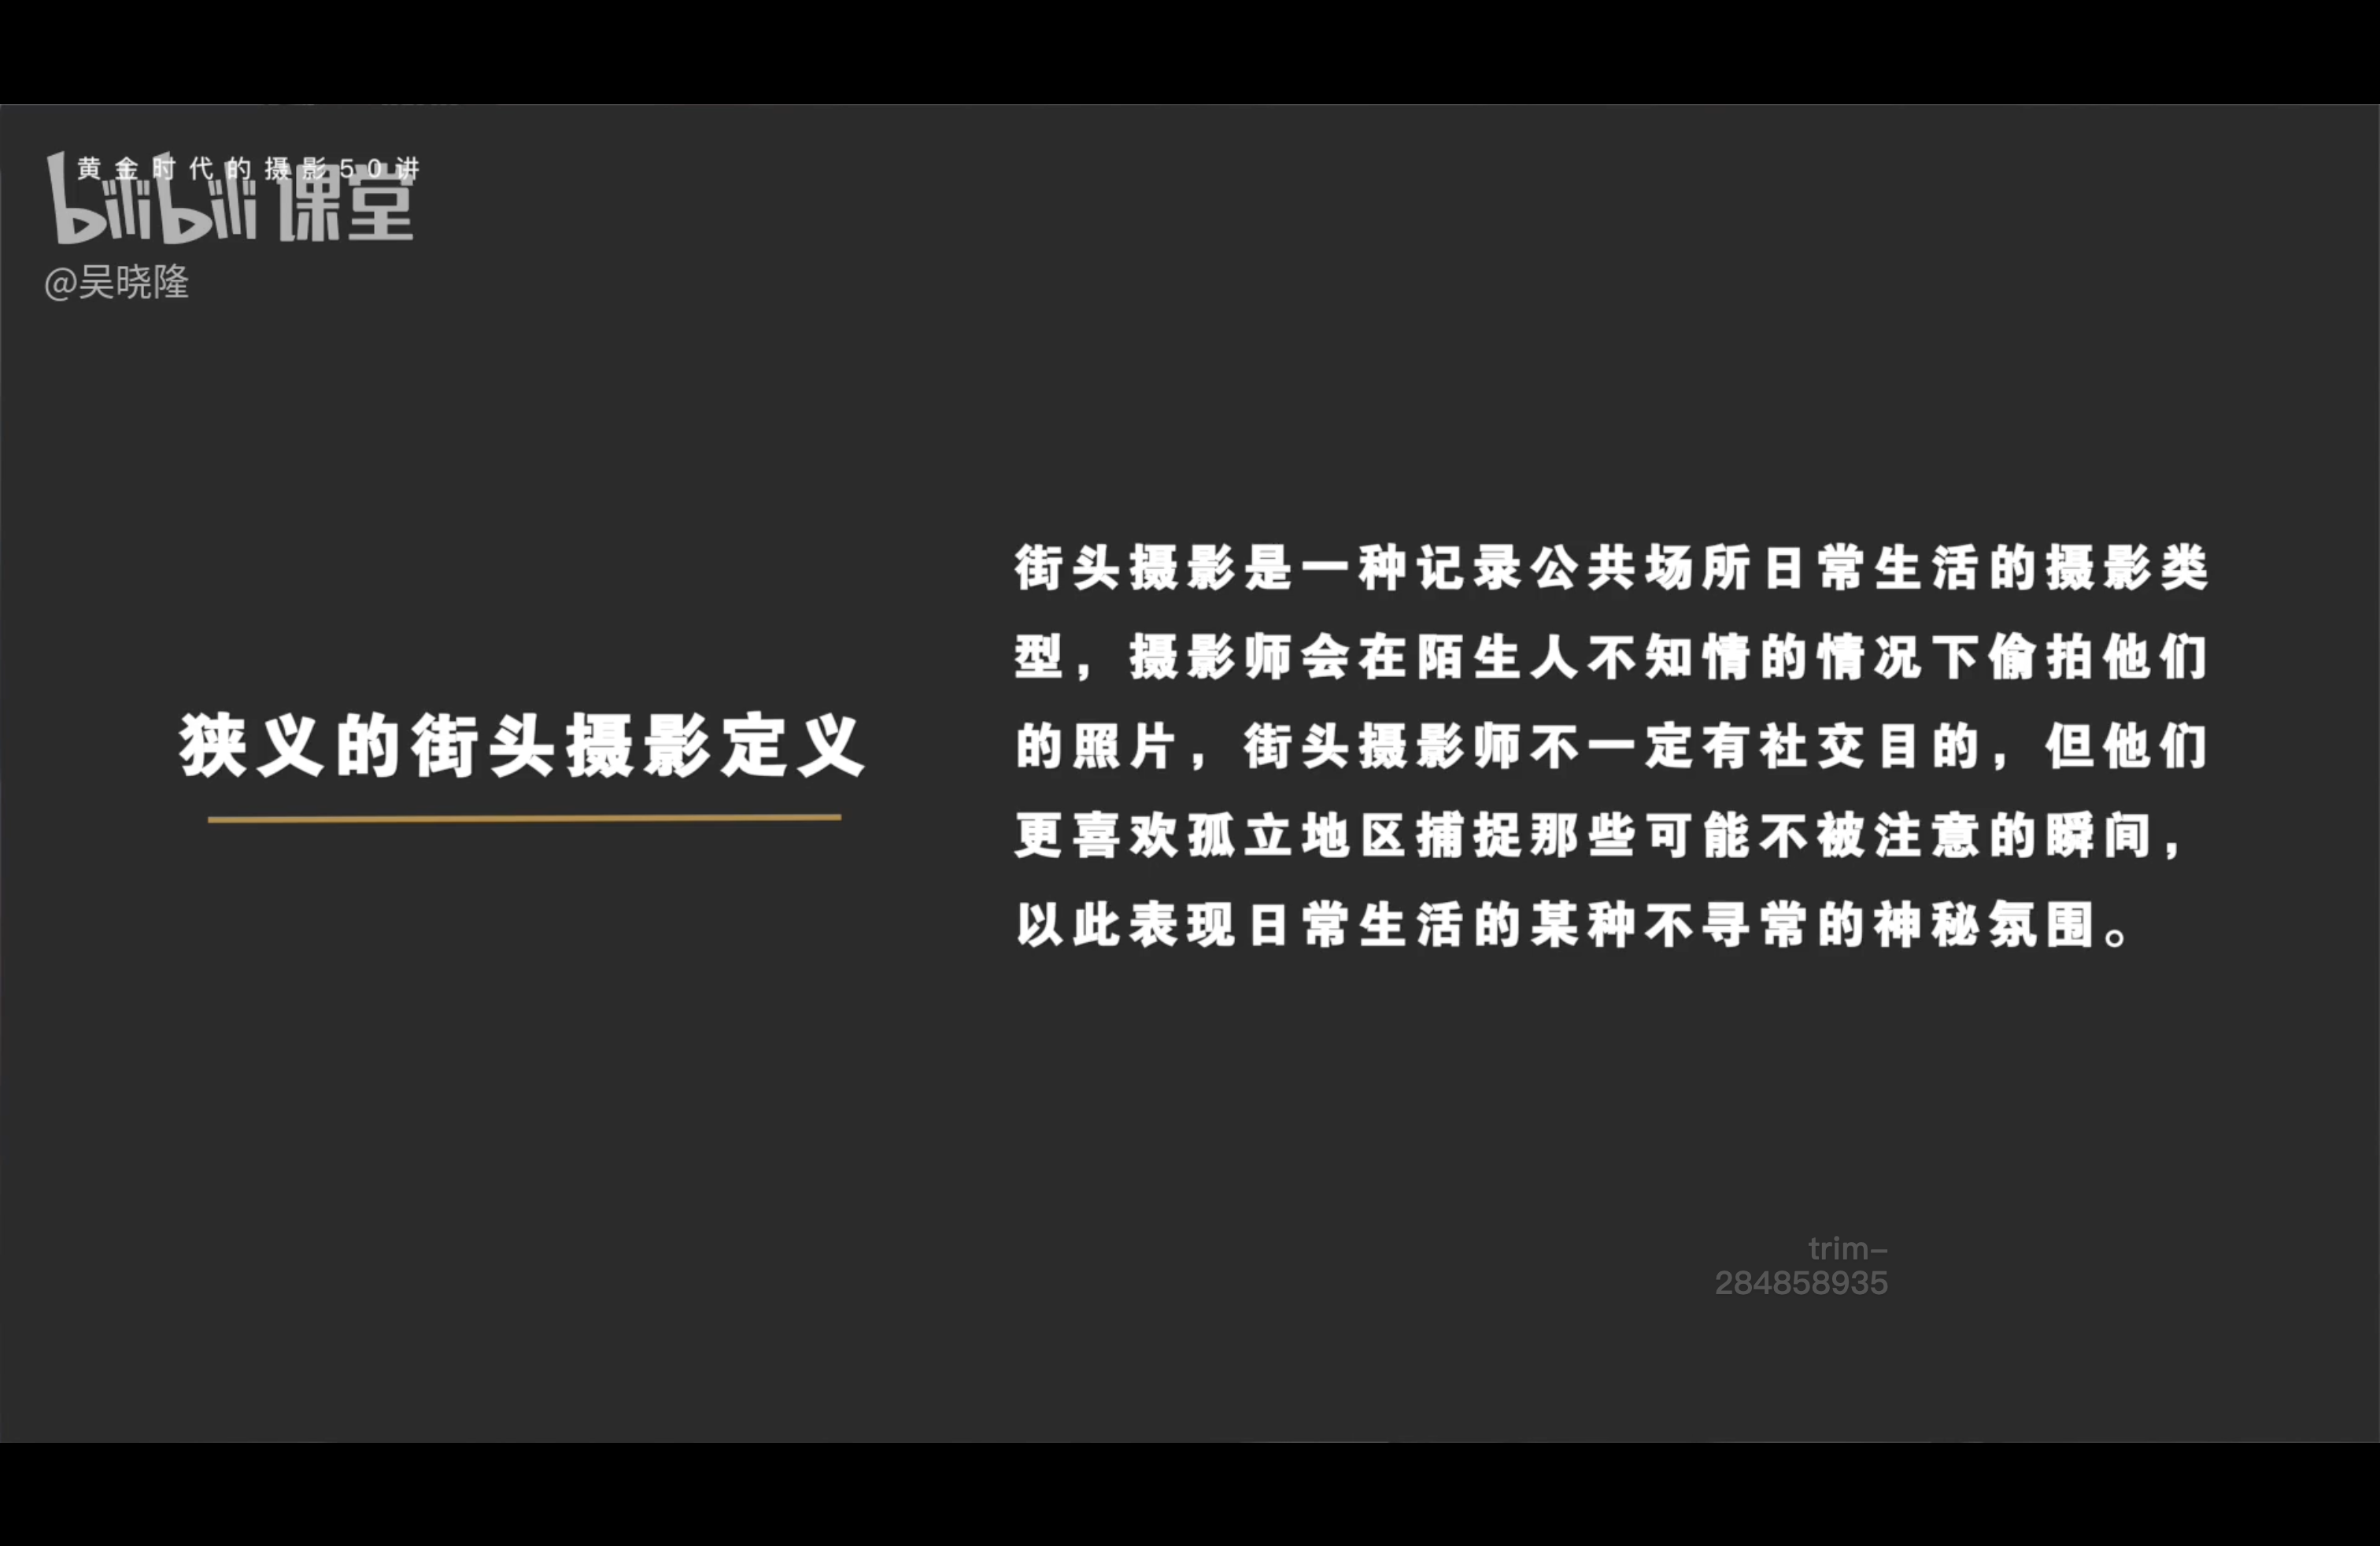 黄金时代的摄影50讲
bilibili课堂
@吴晓隆
狭义的街头摄影定义
街头摄影是一种记录公共场所日常生活的摄影类
型，摄影师会在陌生人不知情的情况下偷拍他们
的照片，街头摄影师不一定有社交目的，但他们
更喜欢孤立地区捕捉那些可能不被注意的瞬间，
以此表现日常生活的某种不寻常的神秘氛围。
trim-
284858935